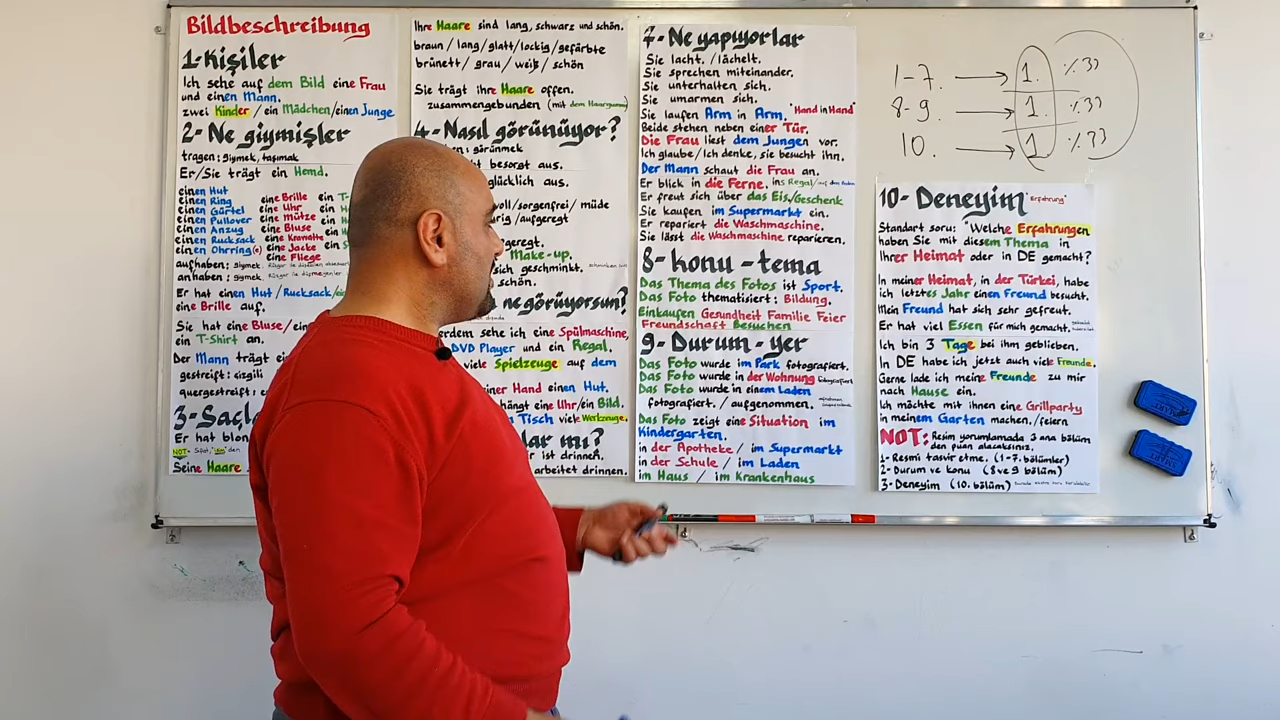 Bildbeschreibung
1-Kişiler
Ich sehe auf dem Bild eine Frau
und einen Mann.
zwei Kinder / ein Mädchen/einen Junge
2- Ne giymişler
tragen: giymek, taşımak
Er/Sie trägt ein Hemd.
einen Hut
einen Ring
einen Gürtel
einen Pullover
einen Anzug
einen Rucksack
einen Ohrring(e)
eine Brille ein T-
eine Uhr ein H
eine Mütze ein
eine Bluse ein H
eine Krawatte ein
eine Jacke ein S
eine Fliege
aufhaben: giymek.
anhaben: giymek.
Er hat einen Hut / Rucksack/
eine Brille auf.
Sie hat eine Bluse/ein
ein T-Shirt an.
Der Mann trägt e
gestreift: çizgili
quergestreift:
3- Saçl
Er hat blon
NOT-
Seine Haare
Ihre Haare sind lang, schwarz und schön.
braun / lang / glatt / lockig / gefärbte
brünett / grau / weiß / schön
Sie trägt ihre Haare offen.
zusammengebunden (mit dem Haargummi)
4- Nasıl görünüyor?
en: görünmek
t besorgt aus.
glücklich aus.
voll/sorgenfrei/ müde
urig /aufgeregt
geregt.
Make-up.
sich geschminkt.
schön.
ne görüyorsun?
erdem sehe ich eine Spülmaschine,
DVD Player und ein Regal.
viele Spielzeuge auf dem
iner Hand einen Hut.
hängt eine Uhr/ein Bild.
Tisch viele Werkzeuge.
lar mı?
ist drinnen.
arbeitet drinnen.
7- Ne yapıyorlar
Sie lacht. / lächelt.
Sie sprechen miteinander.
Sie unterhalten sich.
Sie umarmen sich.
Sie laufen Arm in Arm. "Hand in Hand"
Beide stehen neben einer Tür.
Die Frau liest dem Jungen vor.
Ich glaube/Ich denke, sie besucht ihn.
Der Mann schaut die Frau an.
Er blick in die Ferne. ins Regal/auf den Boden
Er freut sich über das Eis/Geschenk
Sie kaufen im Supermarkt ein.
Er repariert die Waschmaschine.
Sie lässt die Waschmaschine reparieren.
8- konu - tema
Das Thema des Fotos ist Sport.
Das Foto thematisiert: Bildung.
Einkaufen Gesundheit Familie Feier
Freundschaft Besuchen
9- Durum - yer
Das Foto wurde im Park fotografiert.
Das Foto wurde in der Wohnung fotografiert
Das Foto wurde in einem Laden
fotografiert. / aufgenommen.
Das Foto zeigt eine Situation im
Kindergarten.
in der Apotheke / im Supermarkt
in der Schule / im Laden
im Haus / im Krankenhaus
1-7. → 1. %33
8-9. → 1. %33
10. → 1 %33
10- Deneyim "Erfahrung"
Standart soru: "Welche Erfahrungen
haben Sie mit diesem Thema in
Ihrer Heimat oder in DE gemacht?
In meiner Heimat, in der Türkei, habe
ich letztes Jahr einen Freund besucht.
Mein Freund hat sich sehr gefreut.
Er hat viel Essen für mich gemacht.
Ich bin 3 Tage bei ihm geblieben.
In DE habe ich jetzt auch viele Freunde.
Gerne lade ich meine Freunde zu mir
nach Hause ein.
Ich möchte mit ihnen eine Grillparty
in meinem Garten machen./feiern
NOT: Resim yorumlamada 3 ana bölüm
den puan alacaksınız.
1- Resmi tasvir etme. (1-7. bölümler)
2- Durum ve konu (8 ve 9 bölüm)
3- Deneyim (10. bölüm)